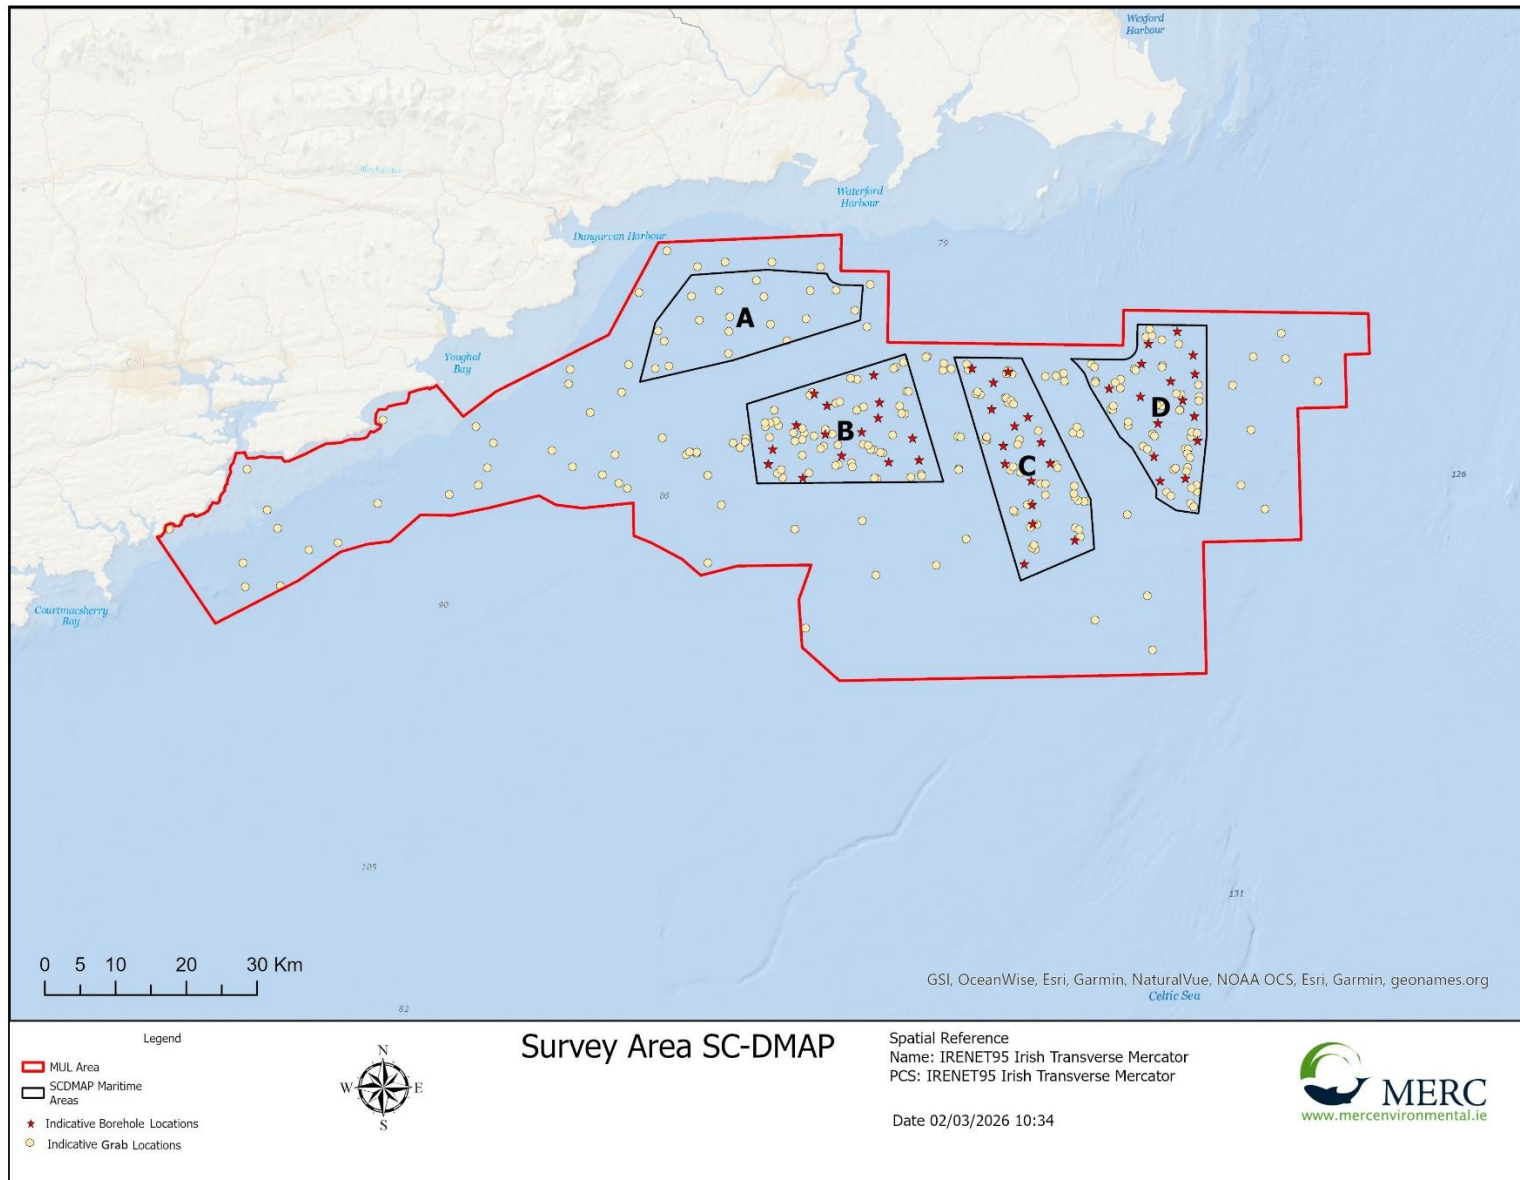 Wexford
Harbour
Waterford
Harbour
Dungarvan Harbour
79
A
Youghal
Bay
B
D
C
126
86
90
Courtmacsherry
Bay
105
131
0 5 10 20 30 Km
GSI, OceanWise, Esri, Garmin, NaturalVue, NOAA OCS, Esri, Garmin, geonames.org
Celtic Sea
82
Legend
MUL Area
SCDMAP Maritime
Areas
Indicative Borehole Locations
Indicative Grab Locations
N
W E
S
Survey Area SC-DMAP
Spatial Reference
Name: IRENET95 Irish Transverse Mercator
PCS: IRENET95 Irish Transverse Mercator
Date 02/03/2026 10:34
MERC
www.mercenvironmental.ie